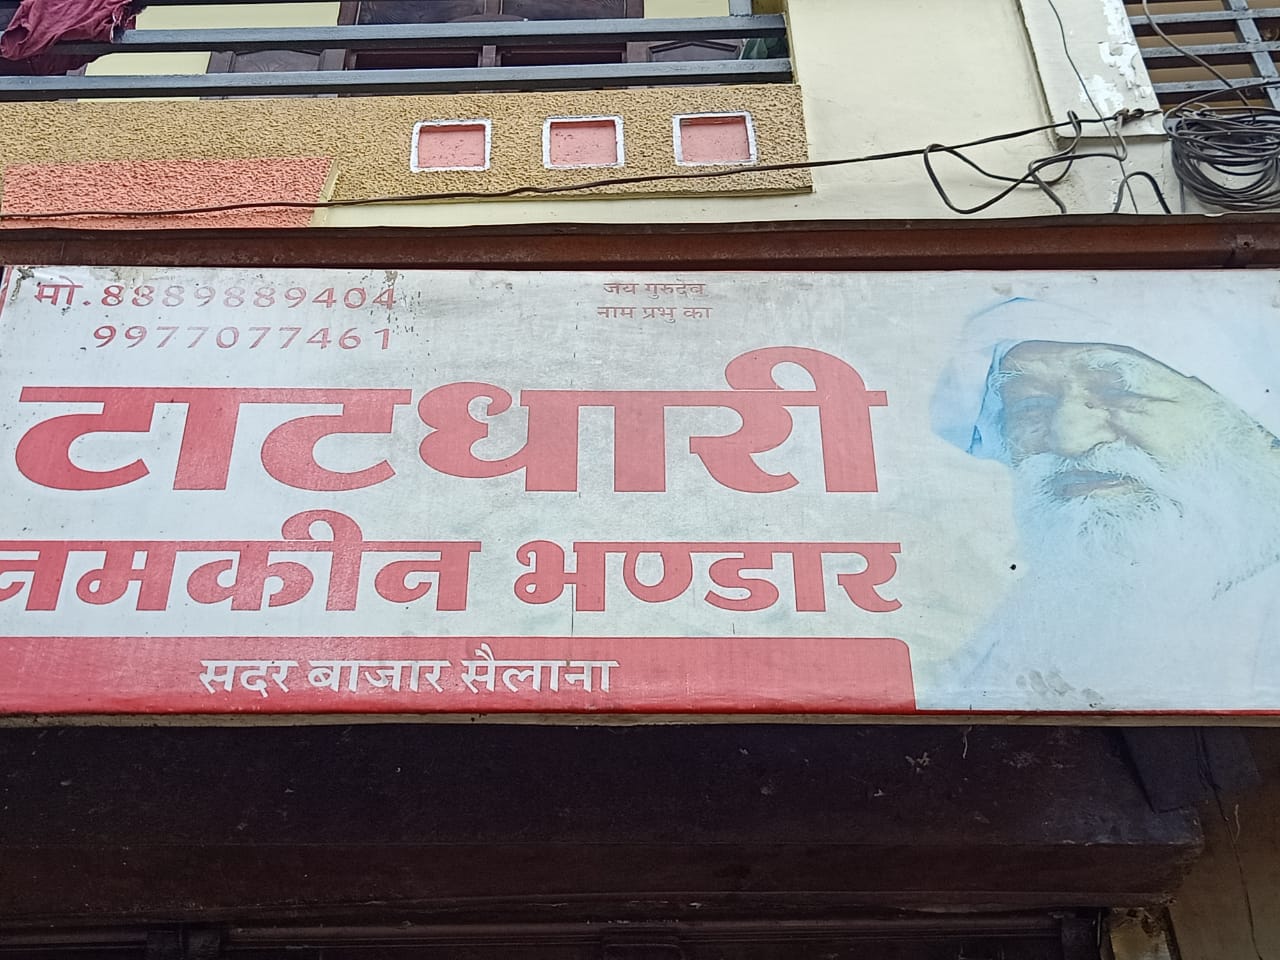 मो. 8889889404
9977077461
जय गुरुदेव
नाम प्रभु का
टाटधारी
नमकीन भण्डार
सदर बाजार सैलाना